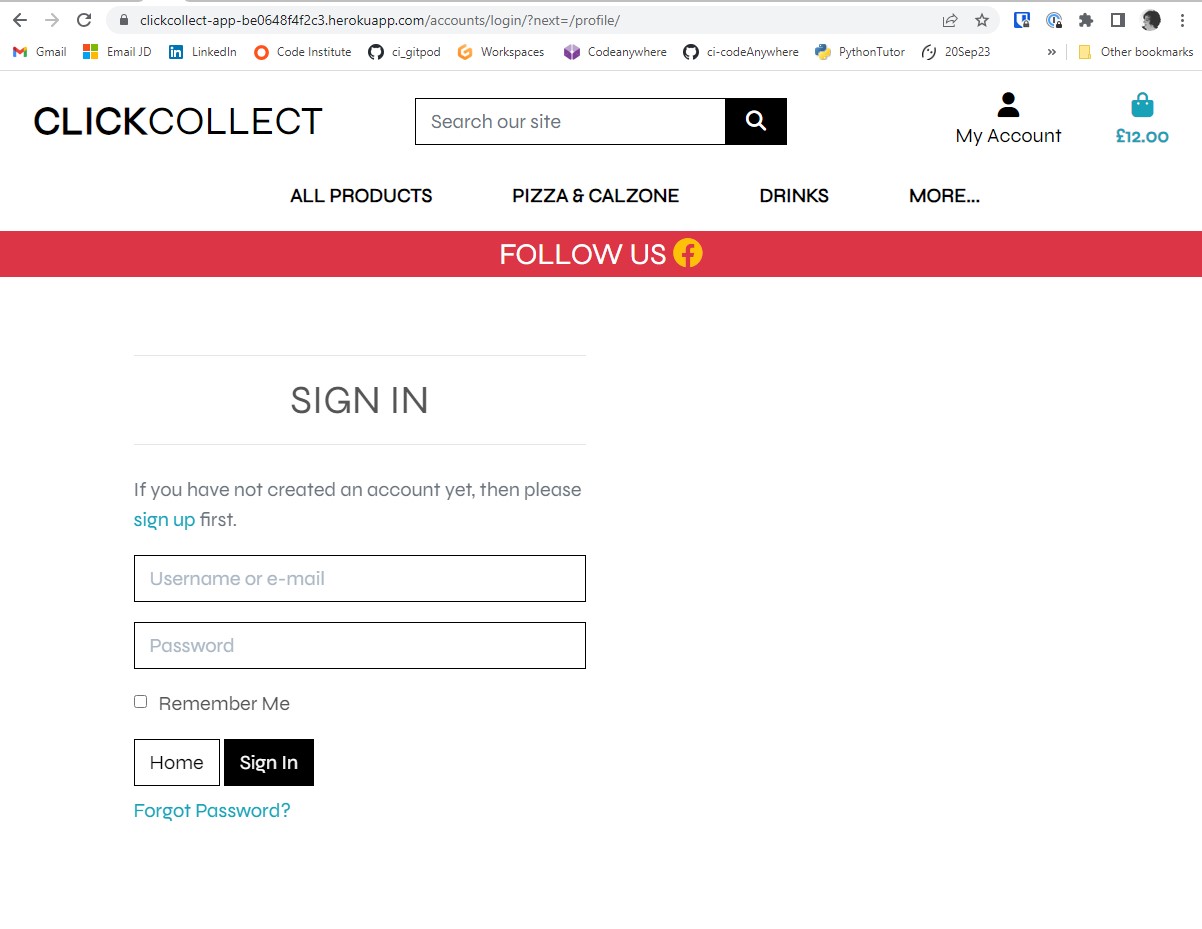 clickcollect-app-be0648f4f2c3.herokuapp.com/accounts/login/?next=/profile/
Gmail Email JD LinkedIn Code Institute ci_gitpod Workspaces Codeanywhere ci-codeAnywhere PythonTutor 20Sep23 » Other bookmarks
CLICKCOLLECT
Search our site
My Account
£12.00
ALL PRODUCTS PIZZA & CALZONE DRINKS MORE...
FOLLOW US
SIGN IN
If you have not created an account yet, then please
sign up first.
Username or e-mail
Password
Remember Me
Home Sign In
Forgot Password?